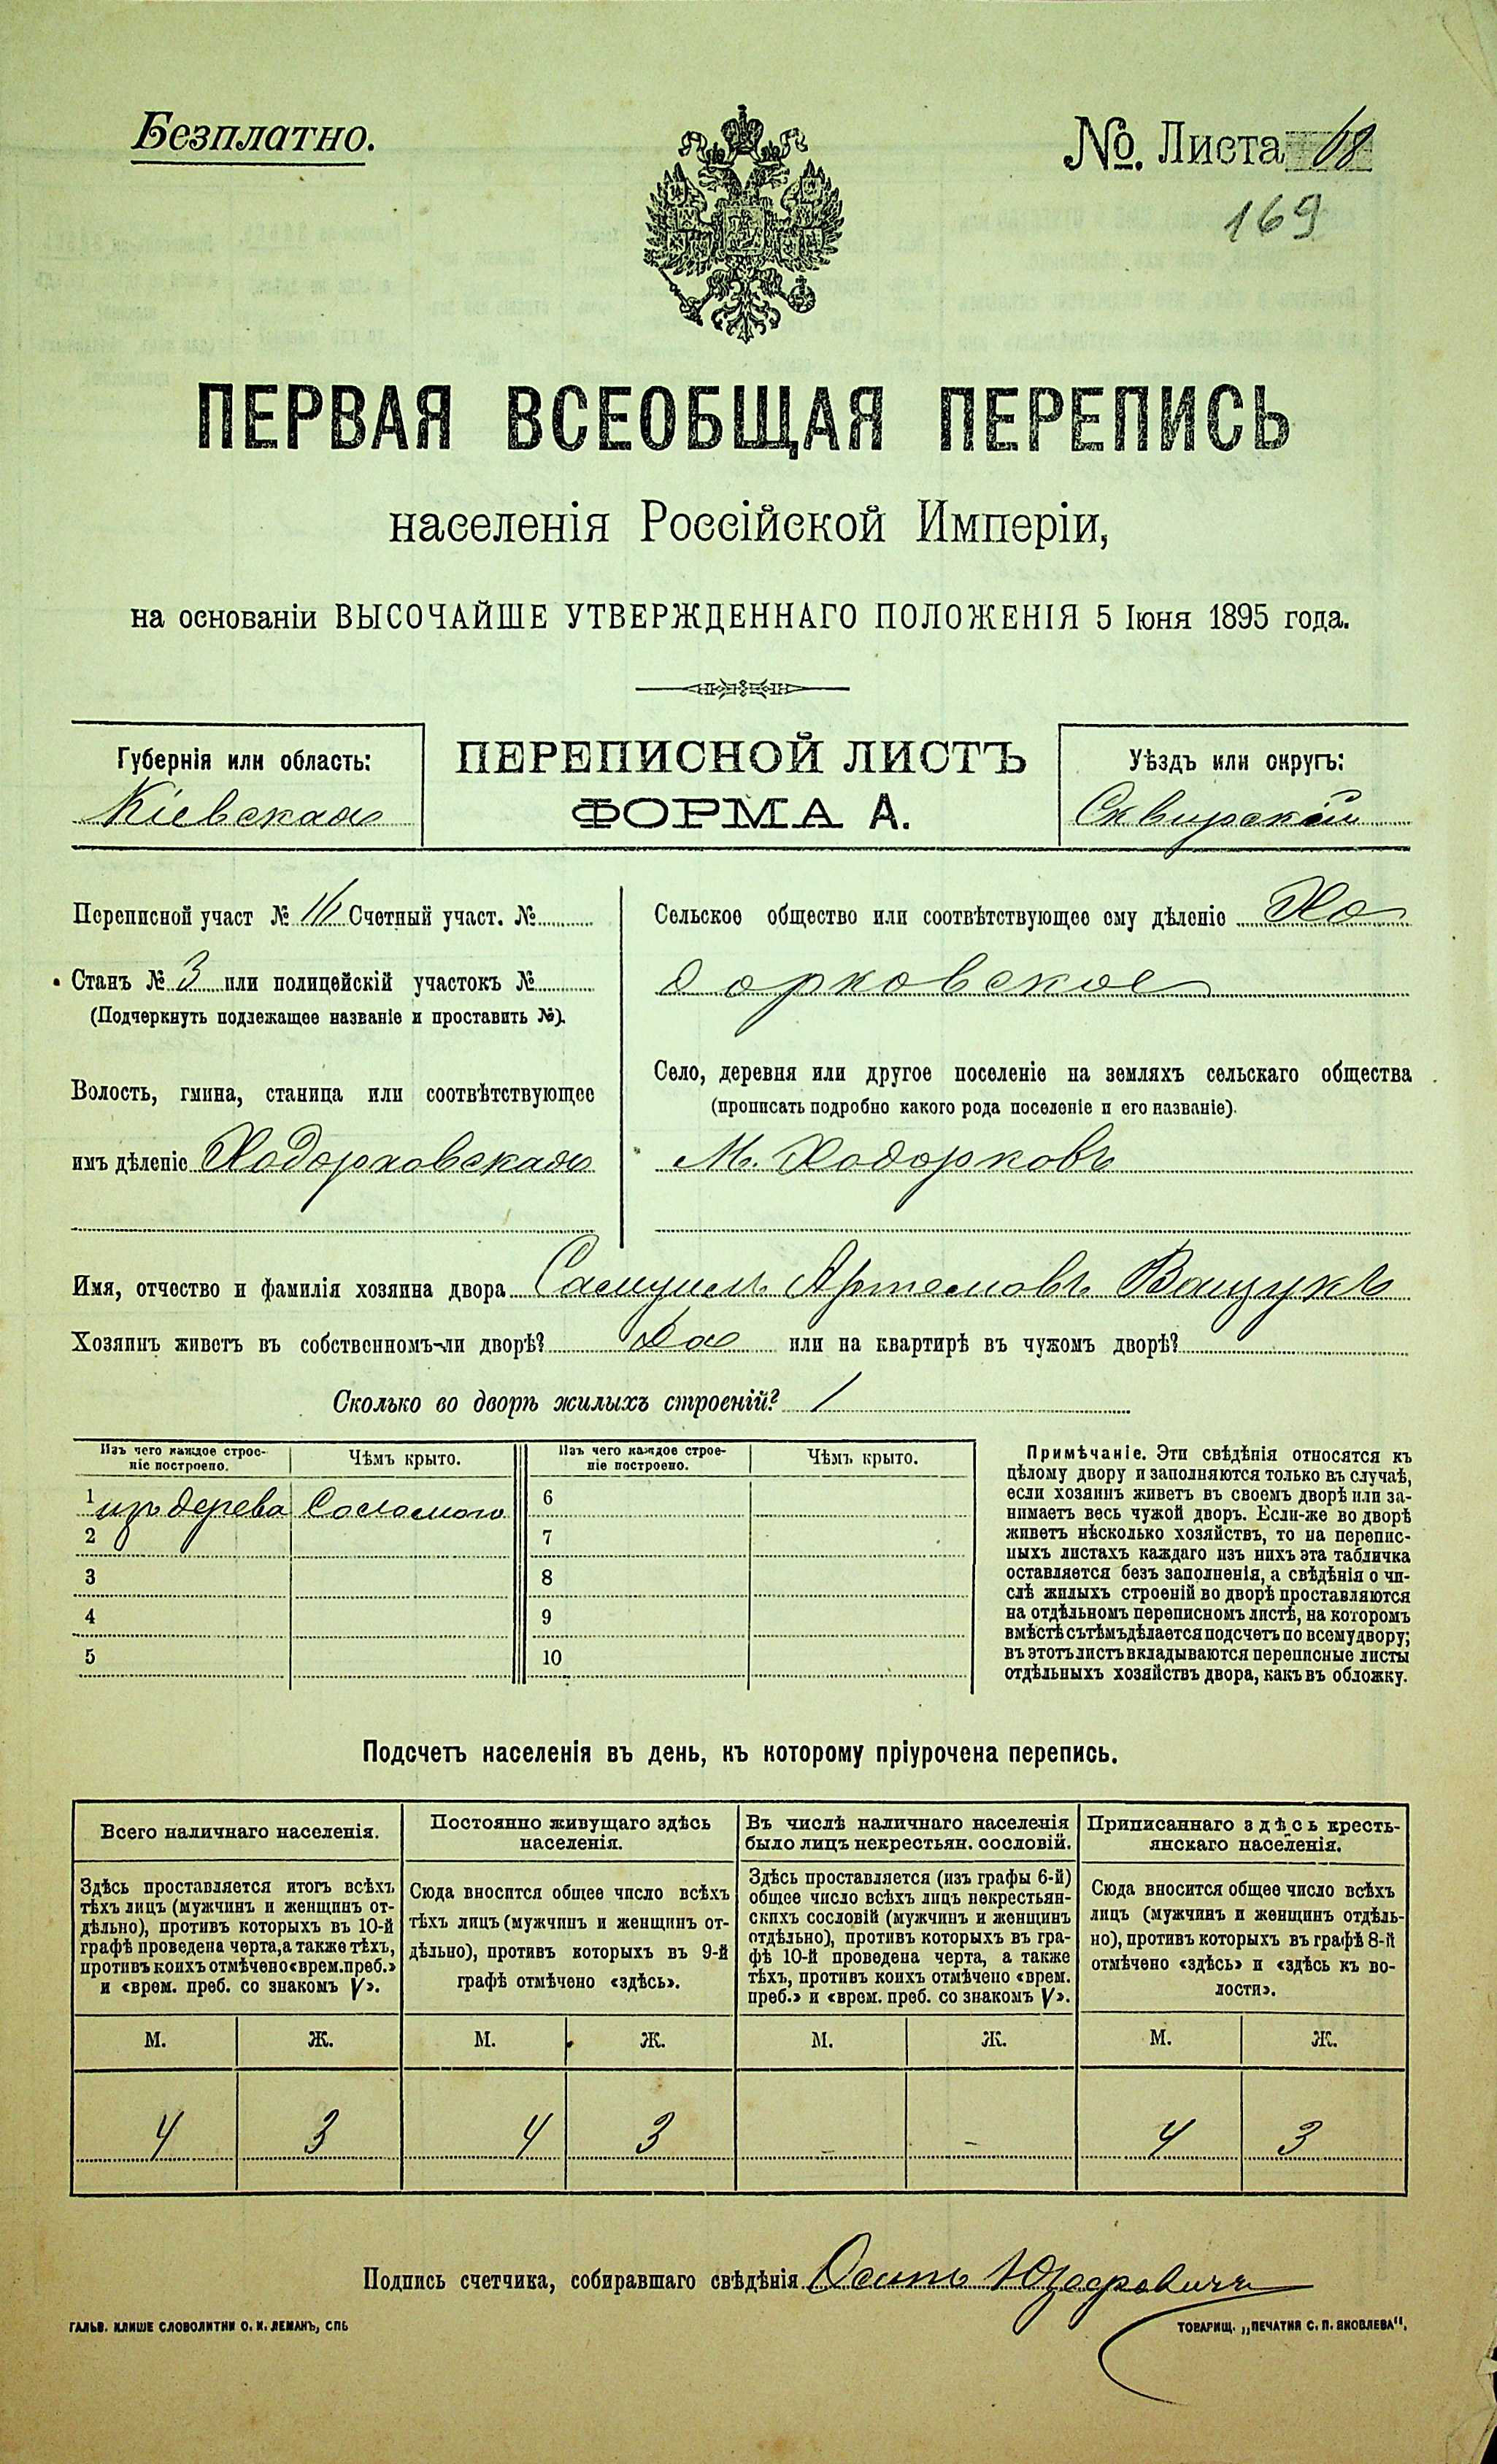 Безплатно.
№. Листа 68
169
ПЕРВАЯ ВСЕОБЩАЯ ПЕРЕПИСЬ
населенія Россійской Имперіи,
на основаніи ВЫСОЧАЙШЕ УТВЕРЖДЕННАГО ПОЛОЖЕНІЯ 5 Іюня 1895 года.
Губернія или область:
Кіевская
ПЕРЕПИСНОЙ ЛИСТЪ
ФОРМА А.
Уѣздъ или округъ:
Сквирскій
Переписной участ № Счетный участ. №
Станъ № 3 или полицейскій участокъ №
(Подчеркнуть подлежащее названіе и проставить №).
Волость, гмина, станица или соотвѣтствующее
имъ дѣленіе Ходорковская
Сельское общество или соотвѣтствующее ему дѣленіе Хо
дорковское
Село, деревня или другое поселеніе на земляхъ сельскаго общества
(прописать подробно какого рода поселеніе и его названіе).
М. Ходорковъ
Имя, отчество и фамилія хозяина двора Самуилъ Артемовъ Ващукъ
Хозяинъ живетъ въ собственномъ-ли дворѣ? Да или на квартирѣ въ чужомъ дворѣ?
Сколько во дворѣ жилыхъ строеній? 1
Изъ чего каждое строе-
ніе построено.
Чѣмъ крыто.
Изъ чего каждое строе-
ніе построено.
Чѣмъ крыто.
1 изъ дерева Соломою 6
2 7
3 8
4 9
5 10
Примѣчаніе. Эти свѣдѣнія относятся къ
цѣлому двору и заполняются только въ случаѣ,
если хозяинъ живетъ въ своемъ дворѣ или за-
нимаетъ весь чужой дворъ. Если-же во дворѣ
живетъ нѣсколько хозяйствъ, то на перепис-
ныхъ листахъ каждаго изъ нихъ эта табличка
оставляется безъ заполненія, а свѣдѣнія о чи-
слѣ жилыхъ строеній во дворѣ проставляются
на отдѣльномъ переписномъ листѣ, на которомъ
вмѣстѣ съ тѣмъ дѣлается подсчетъ по всему двору;
въ этотъ листъ вкладываются переписные листы
отдѣльныхъ хозяйствъ двора, какъ въ обложку.
Подсчетъ населенія въ день, къ которому пріурочена перепись.
Всего наличнаго населенія.
Здѣсь проставляется итогъ всѣхъ
тѣхъ лицъ (мужчинъ и женщинъ от-
дѣльно), противъ которыхъ въ 10-й
графѣ проведена черта, а также тѣхъ,
противъ коихъ отмѣчено «врем. преб.»
и «врем. преб. со знакомъ V».
Постоянно живущаго здѣсь
населенія.
Сюда вносится общее число всѣхъ
тѣхъ лицъ (мужчинъ и женщинъ от-
дѣльно), противъ которыхъ въ 9-й
графѣ отмѣчено «здѣсь».
Въ числѣ наличнаго населенія
было лицъ некрестьян. сословій.
Здѣсь проставляется (изъ графы 6-й)
общее число всѣхъ лицъ некрестьян-
скихъ сословій (мужчинъ и женщинъ
отдѣльно), противъ которыхъ въ гра-
фѣ 10-й проведена черта, а также
тѣхъ, противъ коихъ отмѣчено «врем.
преб.» и «врем. преб. со знакомъ V».
Приписаннаго здѣсь кресть-
янскаго населенія.
Сюда вносится общее число всѣхъ
лицъ (мужчинъ и женщинъ отдѣль-
но), противъ которыхъ въ графѣ 8-й
отмѣчено «здѣсь» и «здѣсь къ во-
лости».
М. Ж. М. Ж. М. Ж. М. Ж.
4 3 4 3 - - 4 3
Подпись счетчика, собиравшаго свѣдѣнія Осипъ
ГАЛЬВ. КЛИШЕ СЛОВОЛИТНИ О. И. ЛЕМАНЪ, СПБ
ТОВАРИЩ. „ПЕЧАТНЯ С. П. ЯКОВЛЕВА".